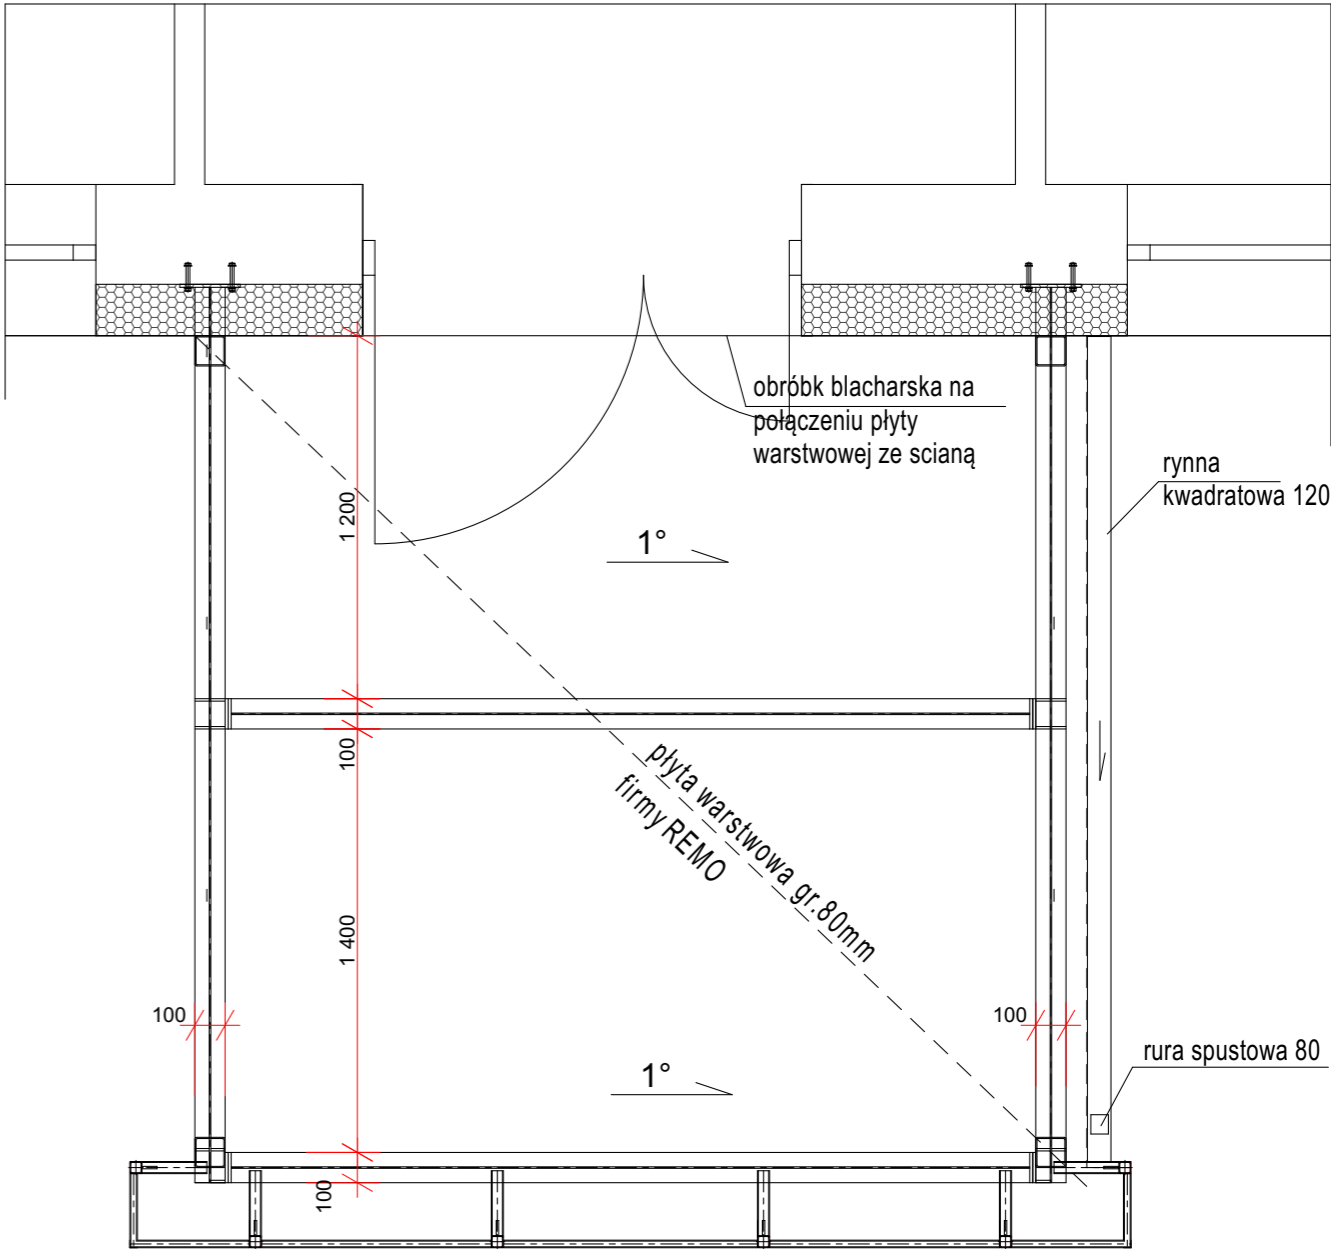 obróbk blacharska na
połączeniu płyty
warstwowej ze scianą
rynna
kwadratowa 120
1 200
1°
100
płyta warstwowa gr.80mm
firmy REMO
1 400
100
100
rura spustowa 80
1°
100